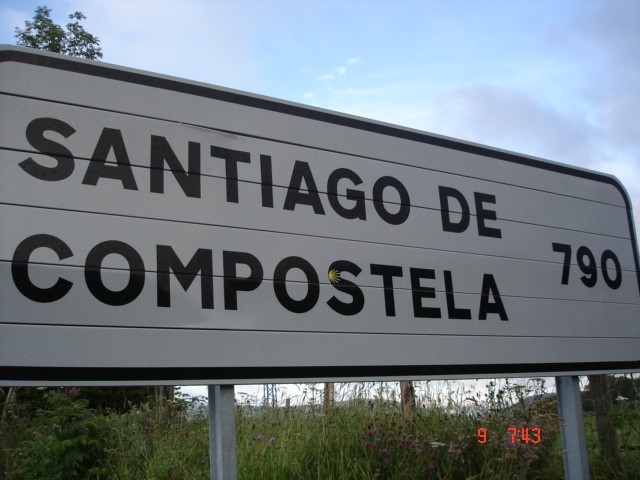 SANTIAGO DE
COMPOSTELA 790
9 7:43